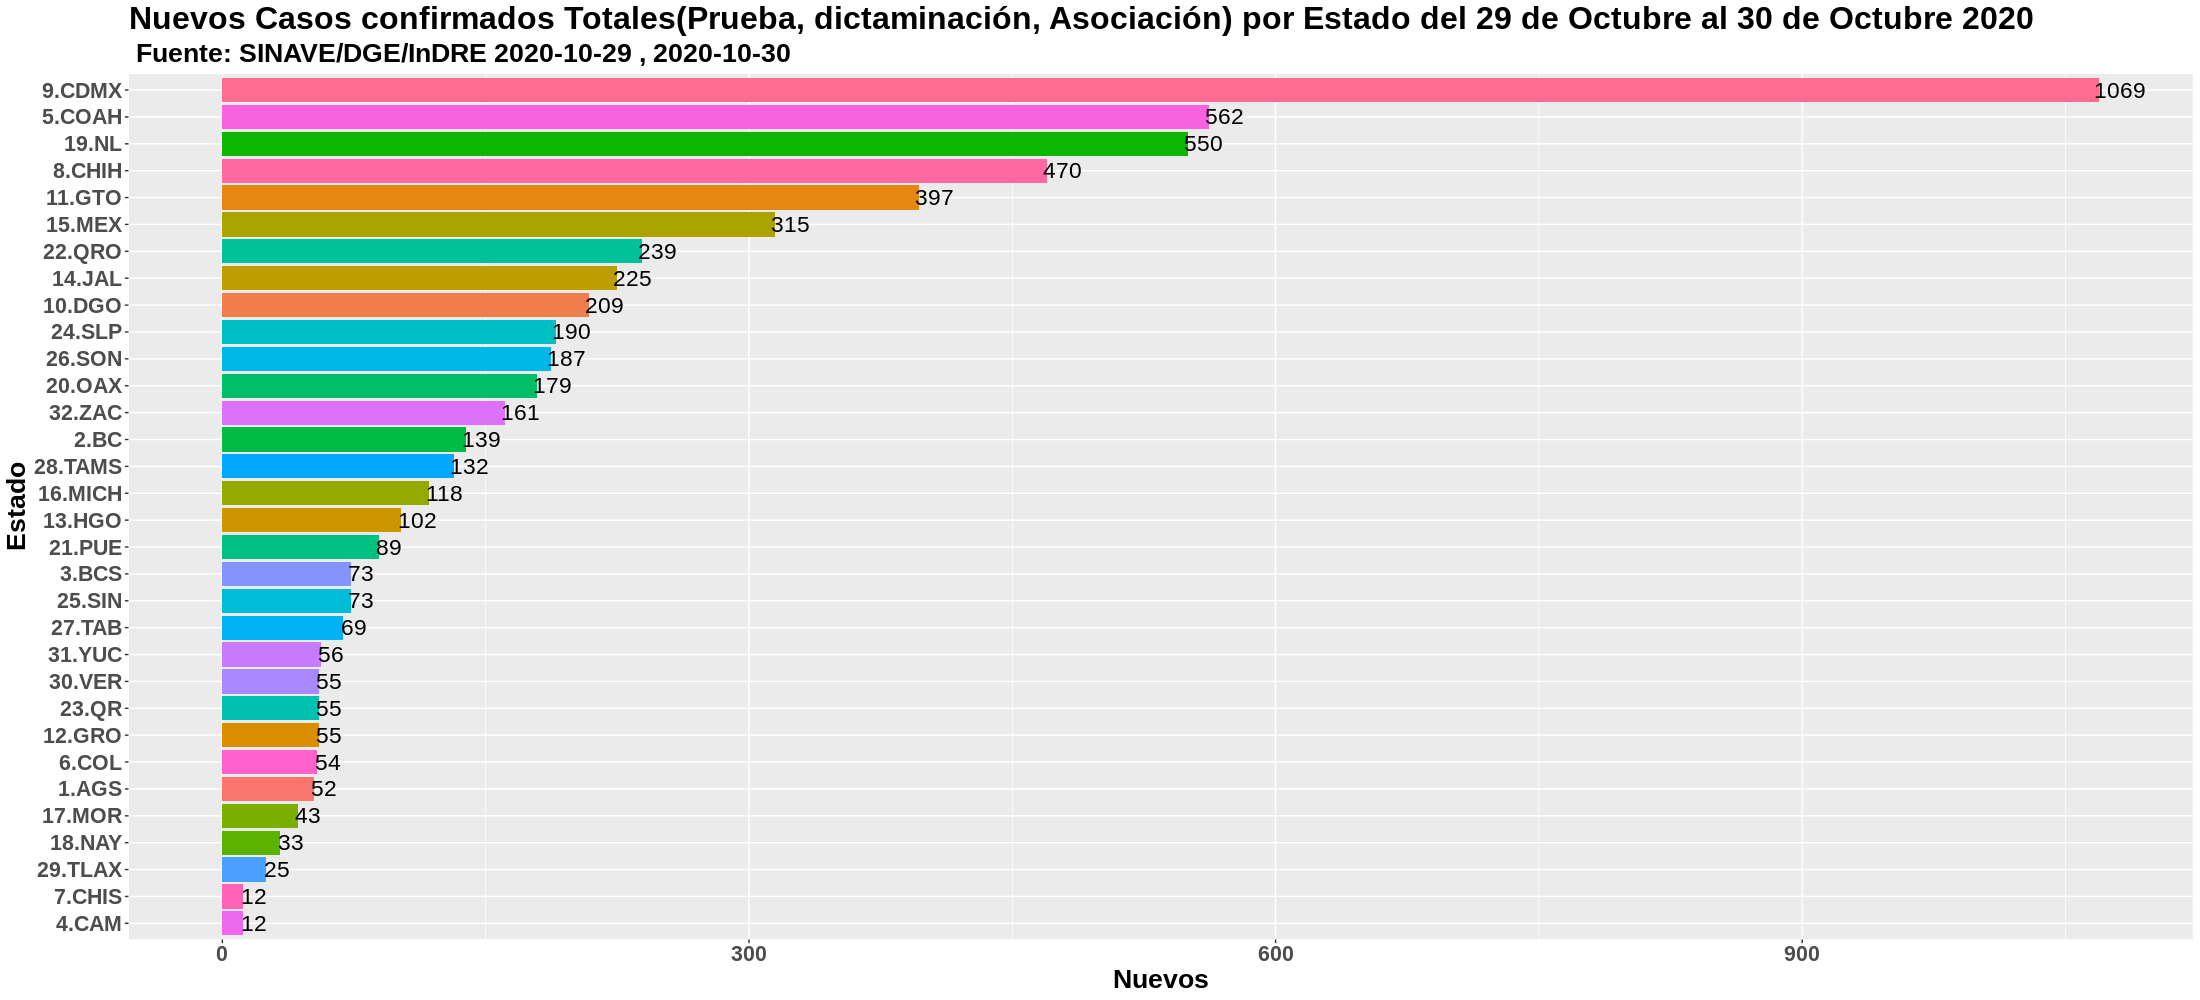 Nuevos Casos confirmados Totales(Prueba, dictaminación, Asociación) por Estado del 29 de Octubre al 30 de Octubre 2020
Fuente: SINAVE/DGE/InDRE 2020-10-29 , 2020-10-30
9.CDMX 1069
5.COAH 562
19.NL 550
8.CHIH 470
11.GTO 397
15.MEX 315
22.QRO 239
14.JAL 225
10.DGO 209
24.SLP 190
26.SON 187
20.OAX 179
32.ZAC 161
2.BC 139
28.TAMS 132
16.MICH 118
13.HGO 102
21.PUE 89
3.BCS 73
25.SIN 73
27.TAB 69
31.YUC 56
30.VER 55
23.QR 55
12.GRO 55
6.COL 54
1.AGS 52
17.MOR 43
18.NAY 33
29.TLAX 25
7.CHIS 12
4.CAM 12
Estado
0 300 600 900
Nuevos